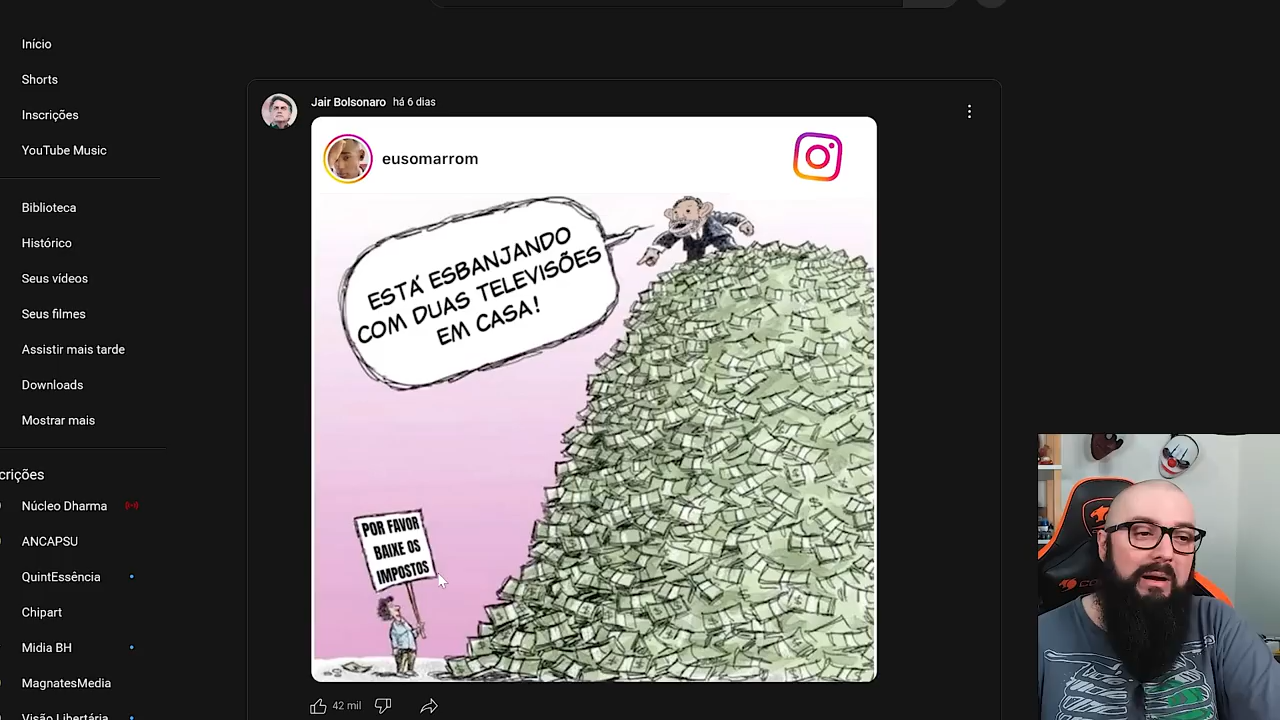 Início
Shorts
Inscrições
YouTube Music
Biblioteca
Histórico
Seus vídeos
Seus filmes
Assistir mais tarde
Downloads
Mostrar mais
crições
Núcleo Dharma
ANCAPSU
QuintEssência
Chipart
Midia BH
MagnatesMedia
Visão Libertária
Jair Bolsonaro há 6 dias
eusomarrom
ESTÁ ESBANJANDO
COM DUAS TELEVISÕES
EM CASA!
POR FAVOR
BAIXE OS
IMPOSTOS
42 mil